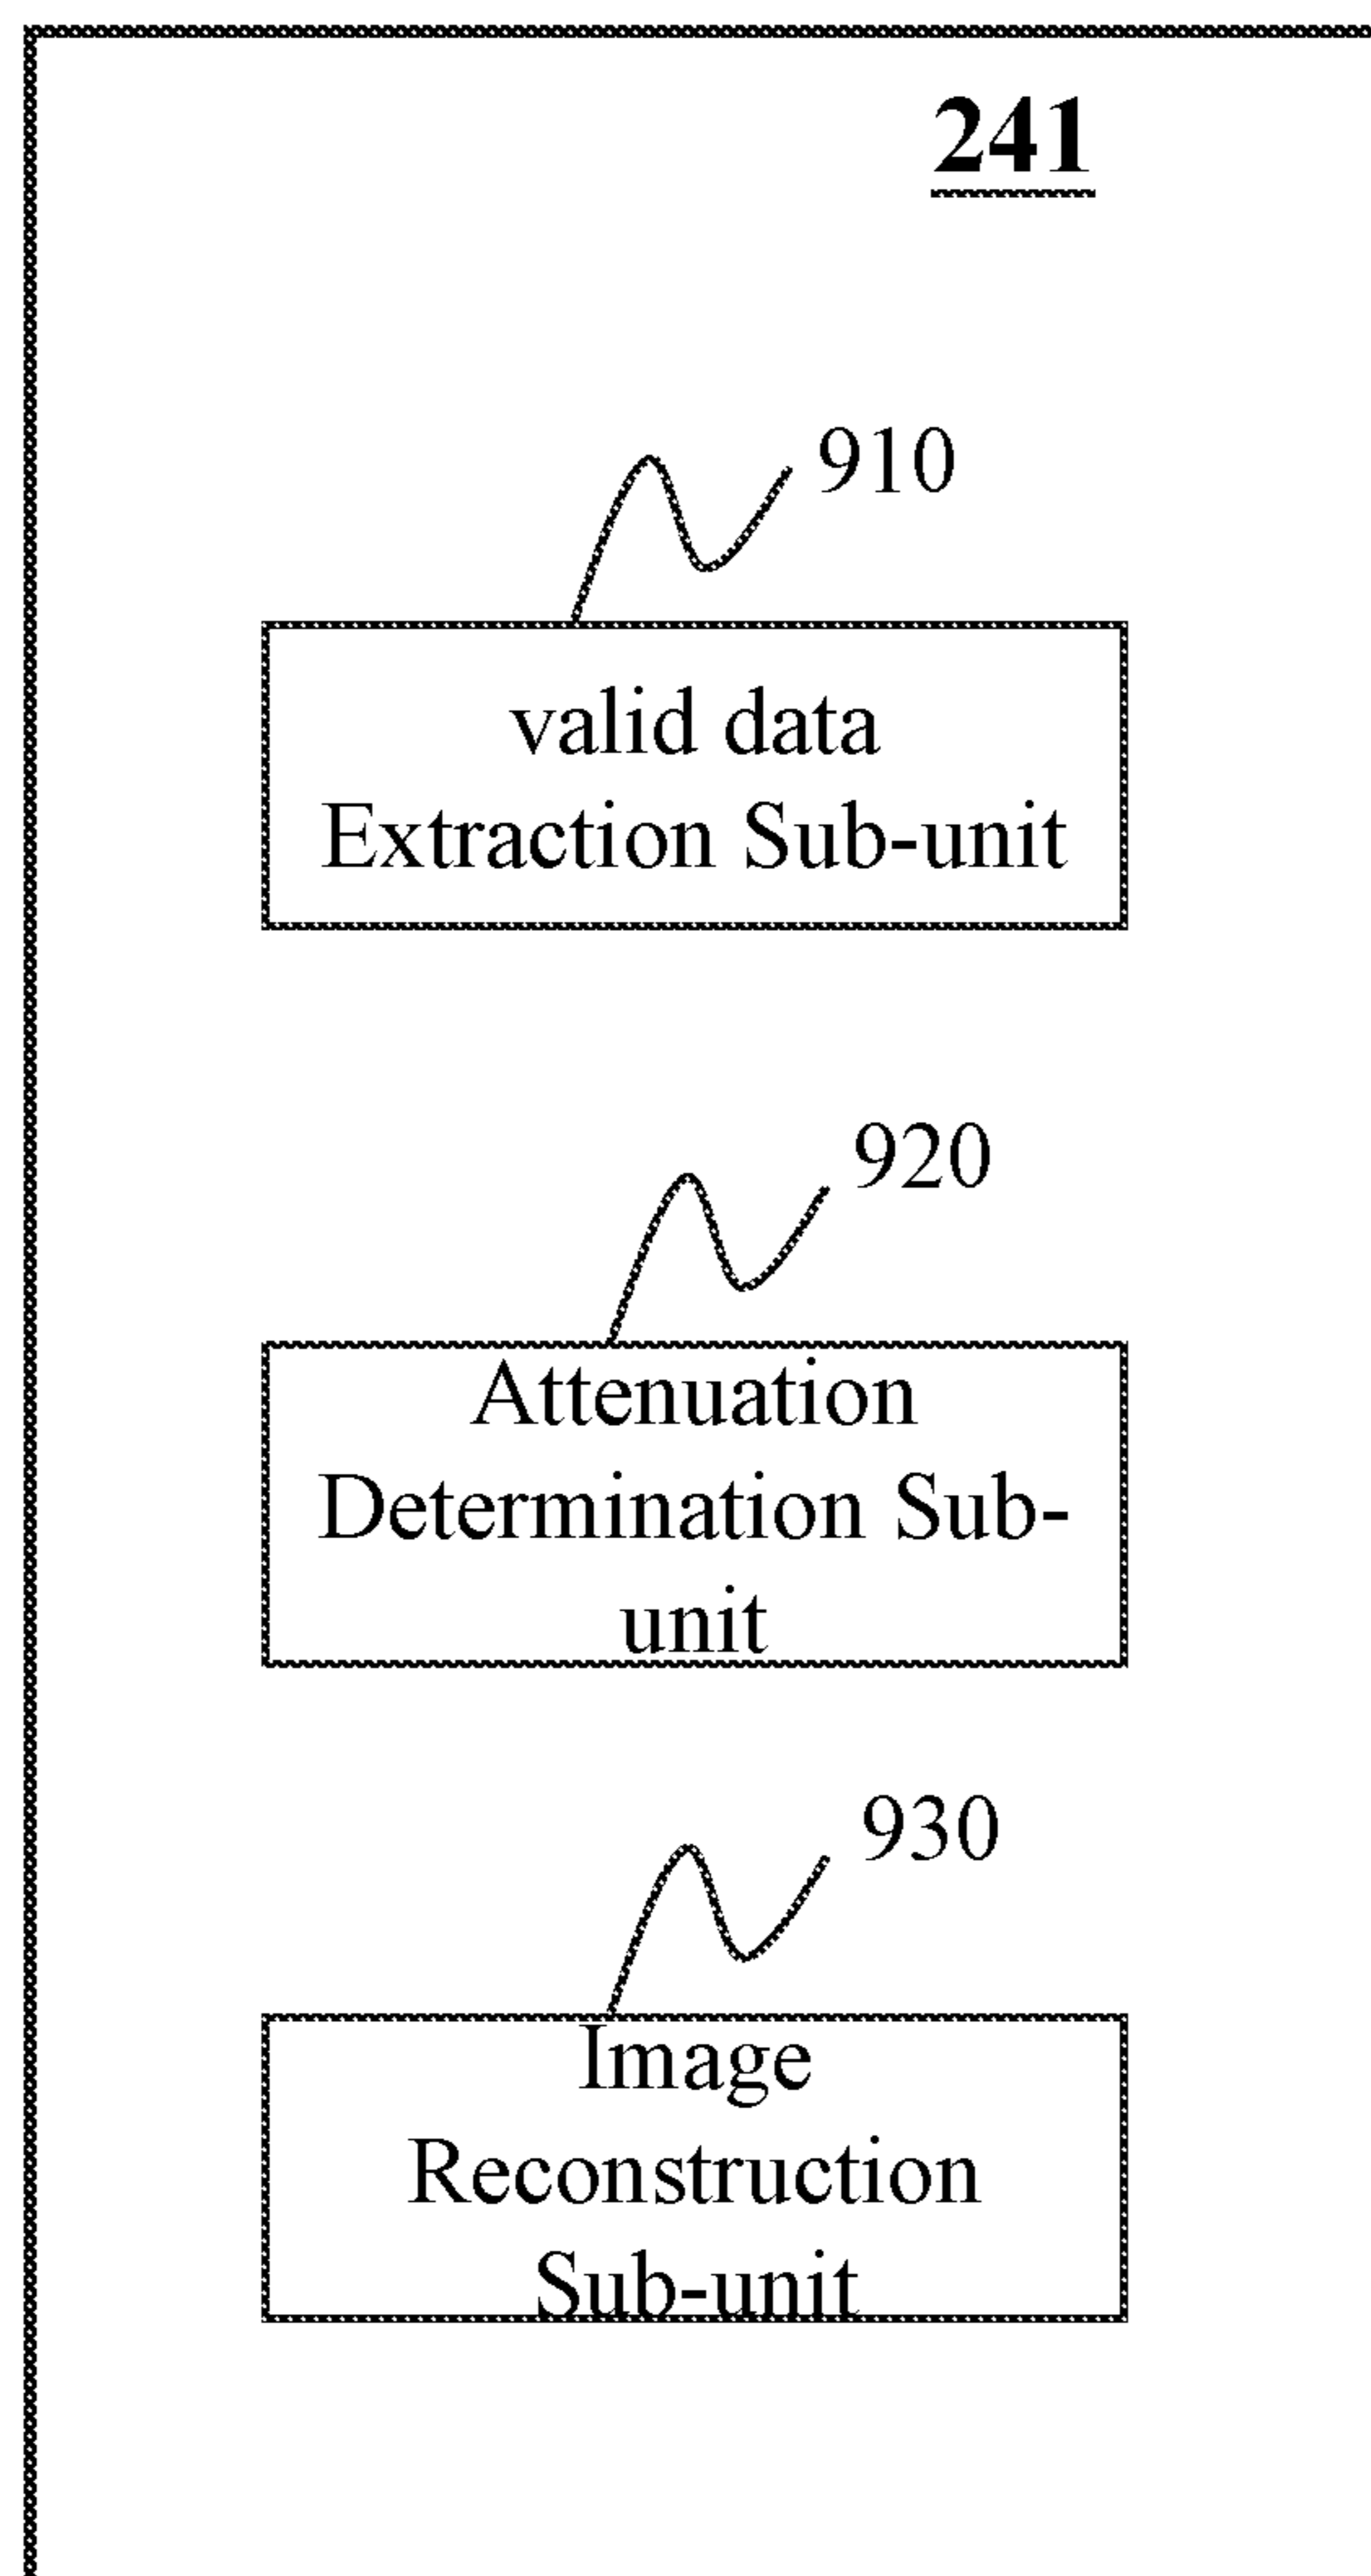 241
910
valid data
Extraction Sub-unit
920
Attenuation
Determination Sub-
unit
930
Image
Reconstruction
Sub-unit